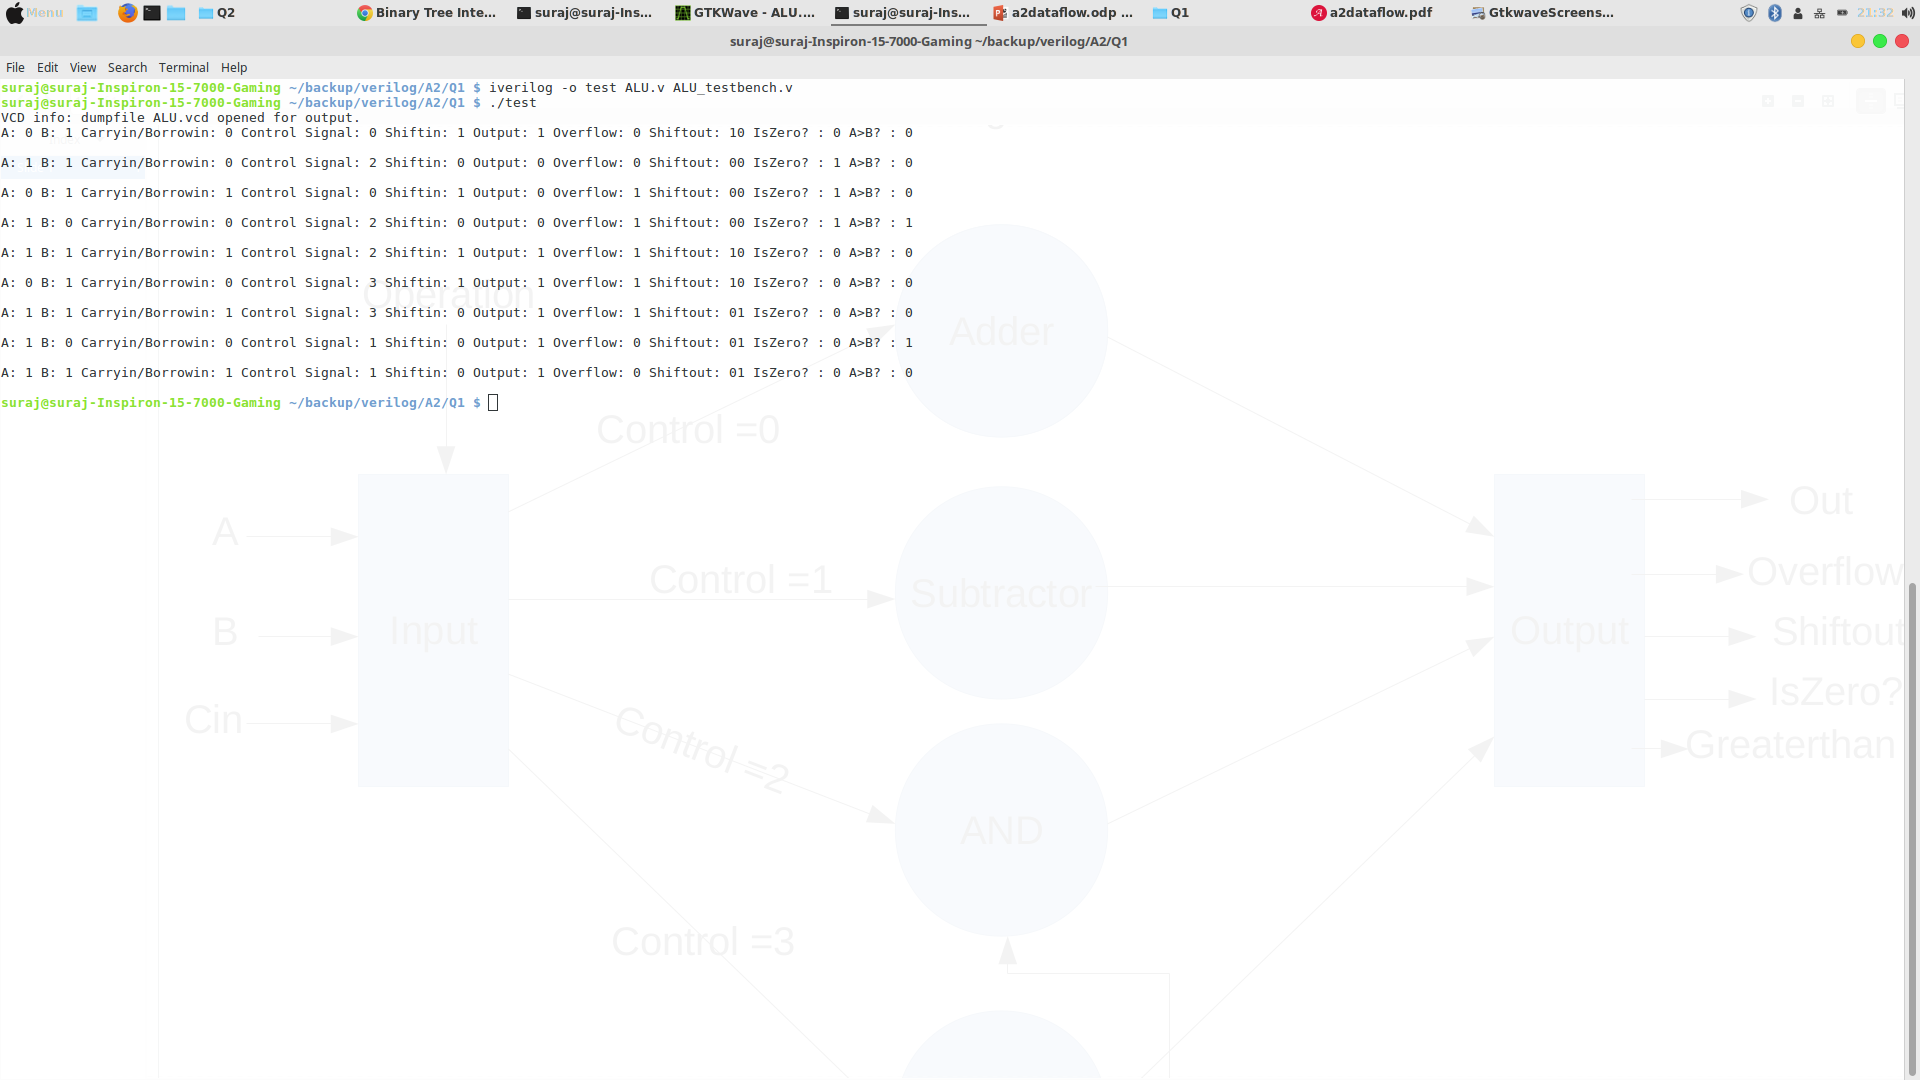 Menu Q2 Binary Tree Inte... suraj@suraj-Ins... GTKWave - ALU.... suraj@suraj-Ins... a2dataflow.odp ... Q1 a2dataflow.pdf GtkwaveScreens... 21:32
suraj@suraj-Inspiron-15-7000-Gaming ~/backup/verilog/A2/Q1
File Edit View Search Terminal Help
suraj@suraj-Inspiron-15-7000-Gaming ~/backup/verilog/A2/Q1 $ iverilog -o test ALU.v ALU_testbench.v
suraj@suraj-Inspiron-15-7000-Gaming ~/backup/verilog/A2/Q1 $ ./test
VCD info: dumpfile ALU.vcd opened for output.
A: 0 B: 1 Carryin/Borrowin: 0 Control Signal: 0 Shiftin: 1 Output: 1 Overflow: 0 Shiftout: 10 IsZero? : 0 A>B? : 0
A: 1 B: 1 Carryin/Borrowin: 0 Control Signal: 2 Shiftin: 0 Output: 0 Overflow: 0 Shiftout: 00 IsZero? : 1 A>B? : 0
A: 0 B: 1 Carryin/Borrowin: 1 Control Signal: 0 Shiftin: 1 Output: 0 Overflow: 1 Shiftout: 00 IsZero? : 1 A>B? : 0
A: 1 B: 0 Carryin/Borrowin: 0 Control Signal: 2 Shiftin: 0 Output: 0 Overflow: 1 Shiftout: 00 IsZero? : 1 A>B? : 1
A: 1 B: 1 Carryin/Borrowin: 1 Control Signal: 2 Shiftin: 0 Output: 1 Overflow: 1 Shiftout: 10 IsZero? : 0 A>B? : 0
A: 0 B: 1 Carryin/Borrowin: 0 Control Signal: 3 Shiftin: 1 Output: 1 Overflow: 1 Shiftout: 10 IsZero? : 0 A>B? : 0
A: 1 B: 1 Carryin/Borrowin: 1 Control Signal: 3 Shiftin: 0 Output: 1 Overflow: 1 Shiftout: 01 IsZero? : 0 A>B? : 0
A: 1 B: 0 Carryin/Borrowin: 0 Control Signal: 1 Shiftin: 0 Output: 1 Overflow: 0 Shiftout: 01 IsZero? : 0 A>B? : 1
A: 1 B: 1 Carryin/Borrowin: 1 Control Signal: 1 Shiftin: 0 Output: 1 Overflow: 0 Shiftout: 01 IsZero? : 0 A>B? : 0
suraj@suraj-Inspiron-15-7000-Gaming ~/backup/verilog/A2/Q1 $
Operation
Adder
Control =0
A
B
Cin
Input
Control =1
Subtractor
Control =2
AND
Control =3
Output
Out
Overflow
Shiftout
IsZero?
Greaterthan